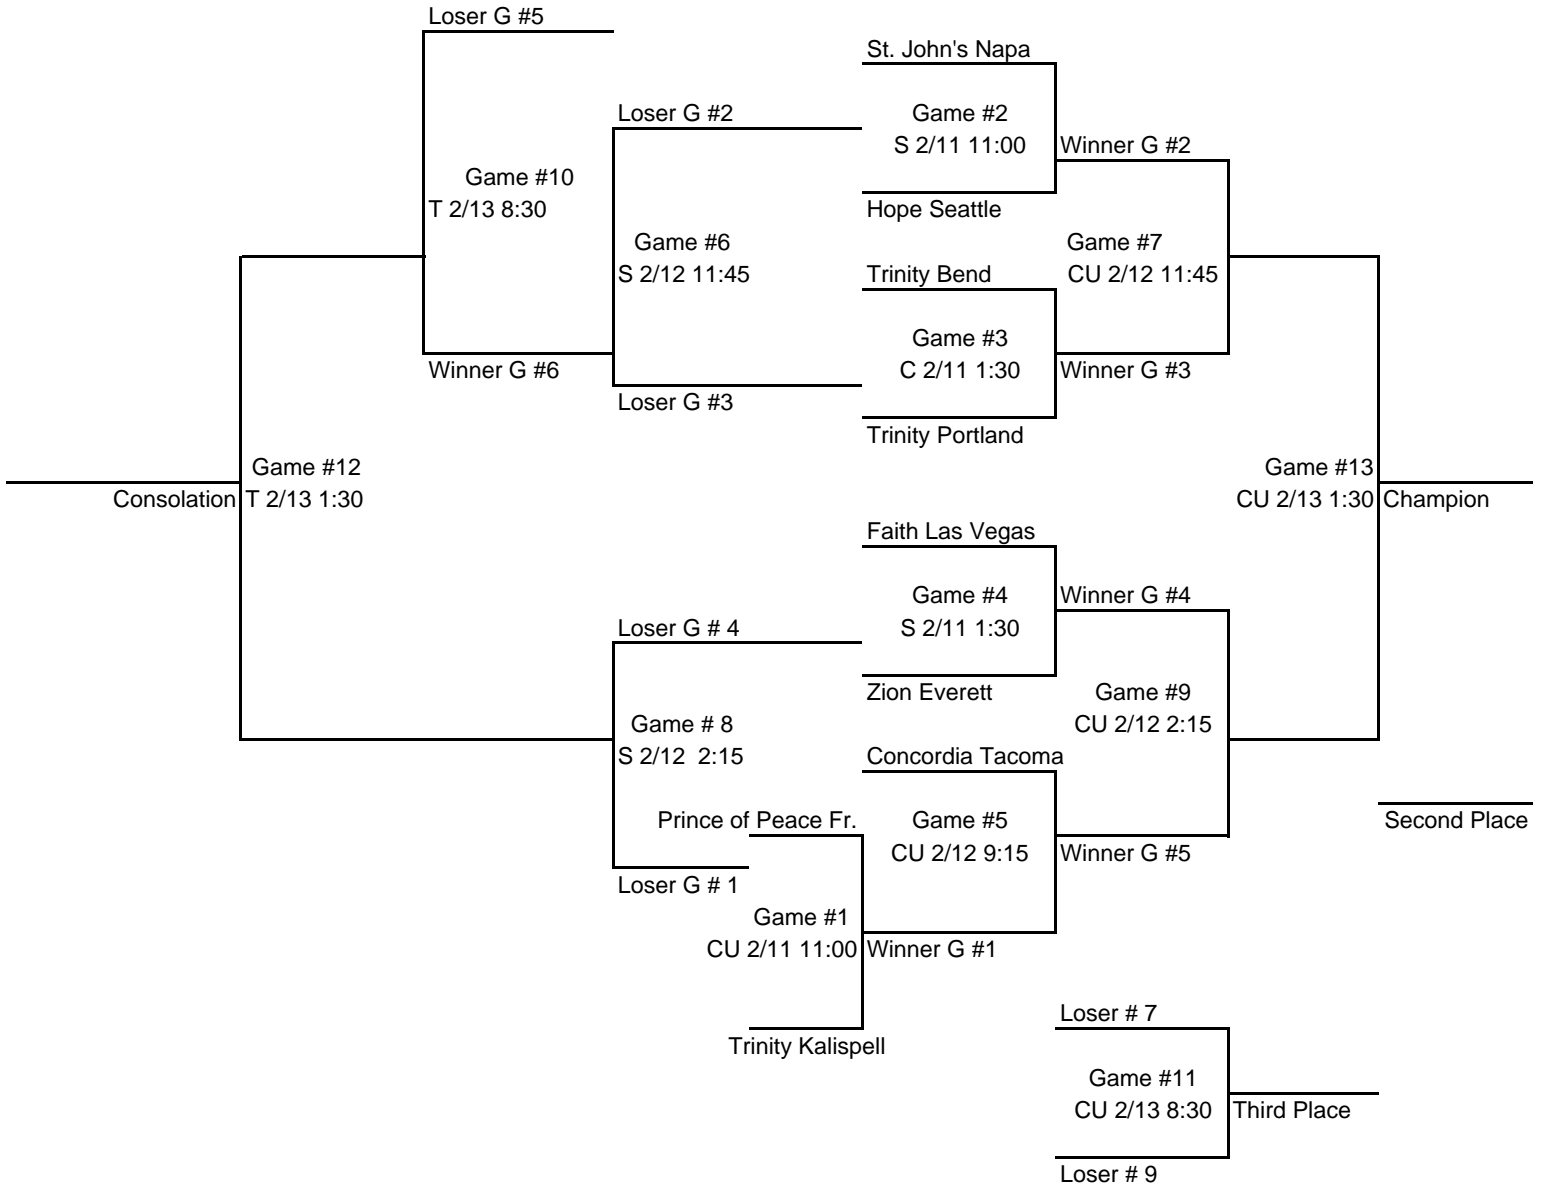 Loser G #5
St. John's Napa
Loser G #2
Game #2
S 2/11 11:00
Winner G #2
Game #10
T 2/13 8:30
Hope Seattle
Game #6
S 2/12 11:45
Game #7
CU 2/12 11:45
Trinity Bend
Game #3
C 2/11 1:30
Winner G #6
Winner G #3
Loser G #3
Trinity Portland
Game #12
Consolation
T 2/13 1:30
Game #13
CU 2/13 1:30
Champion
Faith Las Vegas
Game #4
S 2/11 1:30
Winner G #4
Loser G # 4
Zion Everett
Game #9
CU 2/12 2:15
Game # 8
S 2/12  2:15
Concordia Tacoma
Prince of Peace Fr.
Game #5
CU 2/12 9:15
Winner G #5
Second Place
Loser G # 1
Game #1
CU 2/11 11:00
Winner G #1
Trinity Kalispell
Loser # 7
Game #11
CU 2/13 8:30
Third Place
Loser # 9